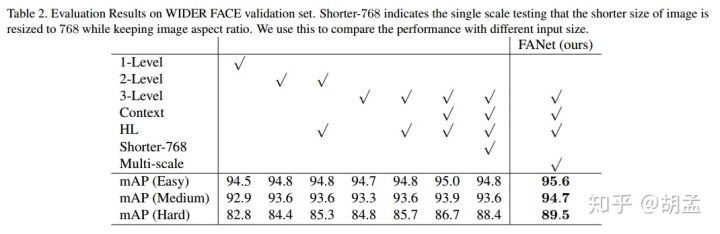 Table 2. Evaluation Results on WIDER FACE validation set. Shorter-768 indicates the single scale testing that the shorter size of image is
resized to 768 while keeping image aspect ratio. We use this to compare the performance with different input size.
FANet (ours)
1-Level √
2-Level √ √
3-Level √ √ √ √ √
Context √ √ √
HL √ √ √ √ √
Shorter-768 √
Multi-scale √
mAP (Easy) 94.5 94.8 94.8 94.7 94.8 95.0 94.8 95.6
mAP (Medium) 92.9 93.6 93.6 93.3 93.6 93.9 93.6 94.7
mAP (Hard) 82.8 84.4 85.3 84.8 85.7 86.7 88.4 89.5
知乎 @胡孟